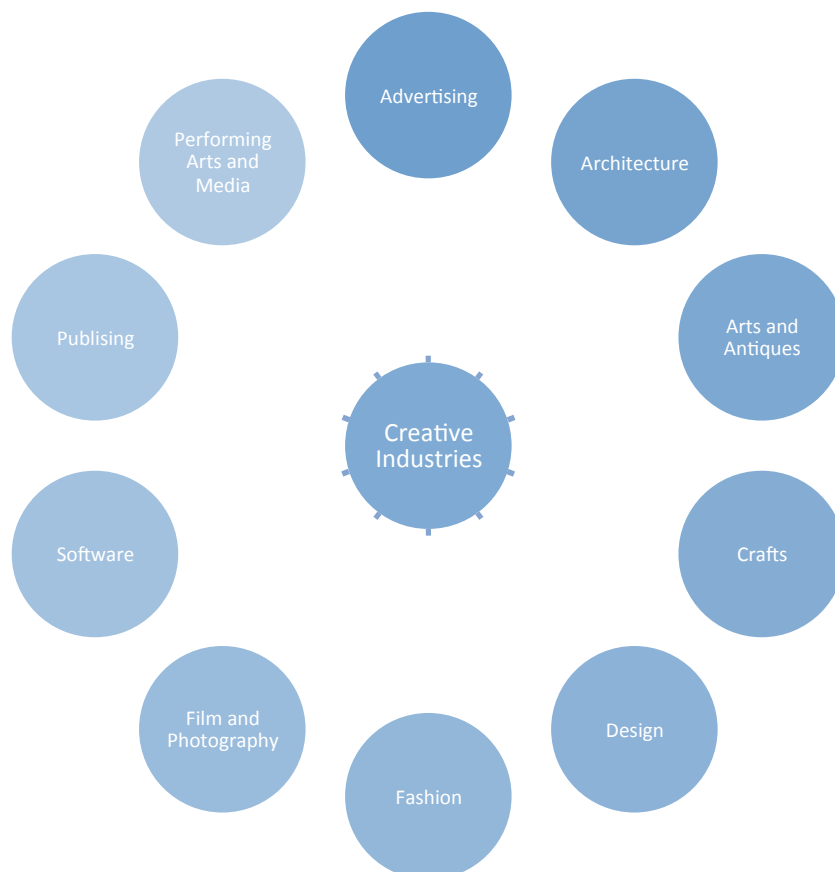 Advertising
Architecture
Arts and
Antiques
Crafts
Design
Fashion
Film and
Photography
Software
Publising
Performing
Arts and
Media
Creative
Industries